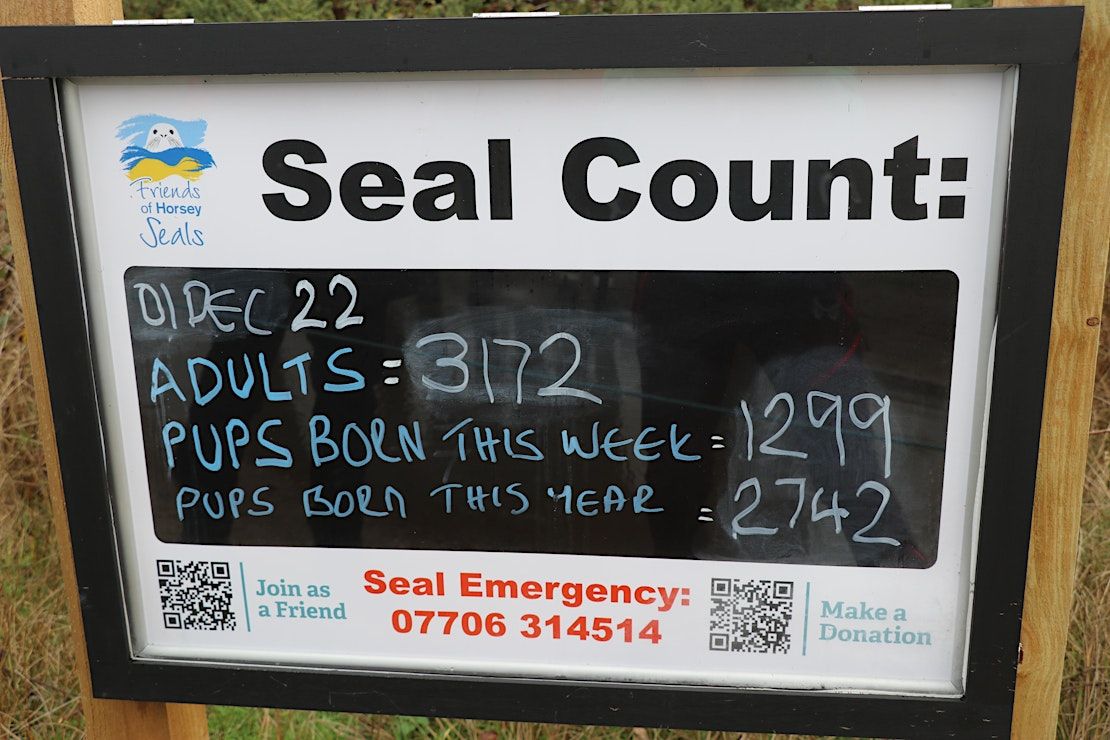 Seal Count:
Friends
of Horsey
Seals
01 DEC 22
ADULTS = 3172
PUPS BORN THIS WEEK = 1299
PUPS BORN THIS YEAR = 2742
Join as
a Friend
Seal Emergency:
07706 314514
Make a
Donation